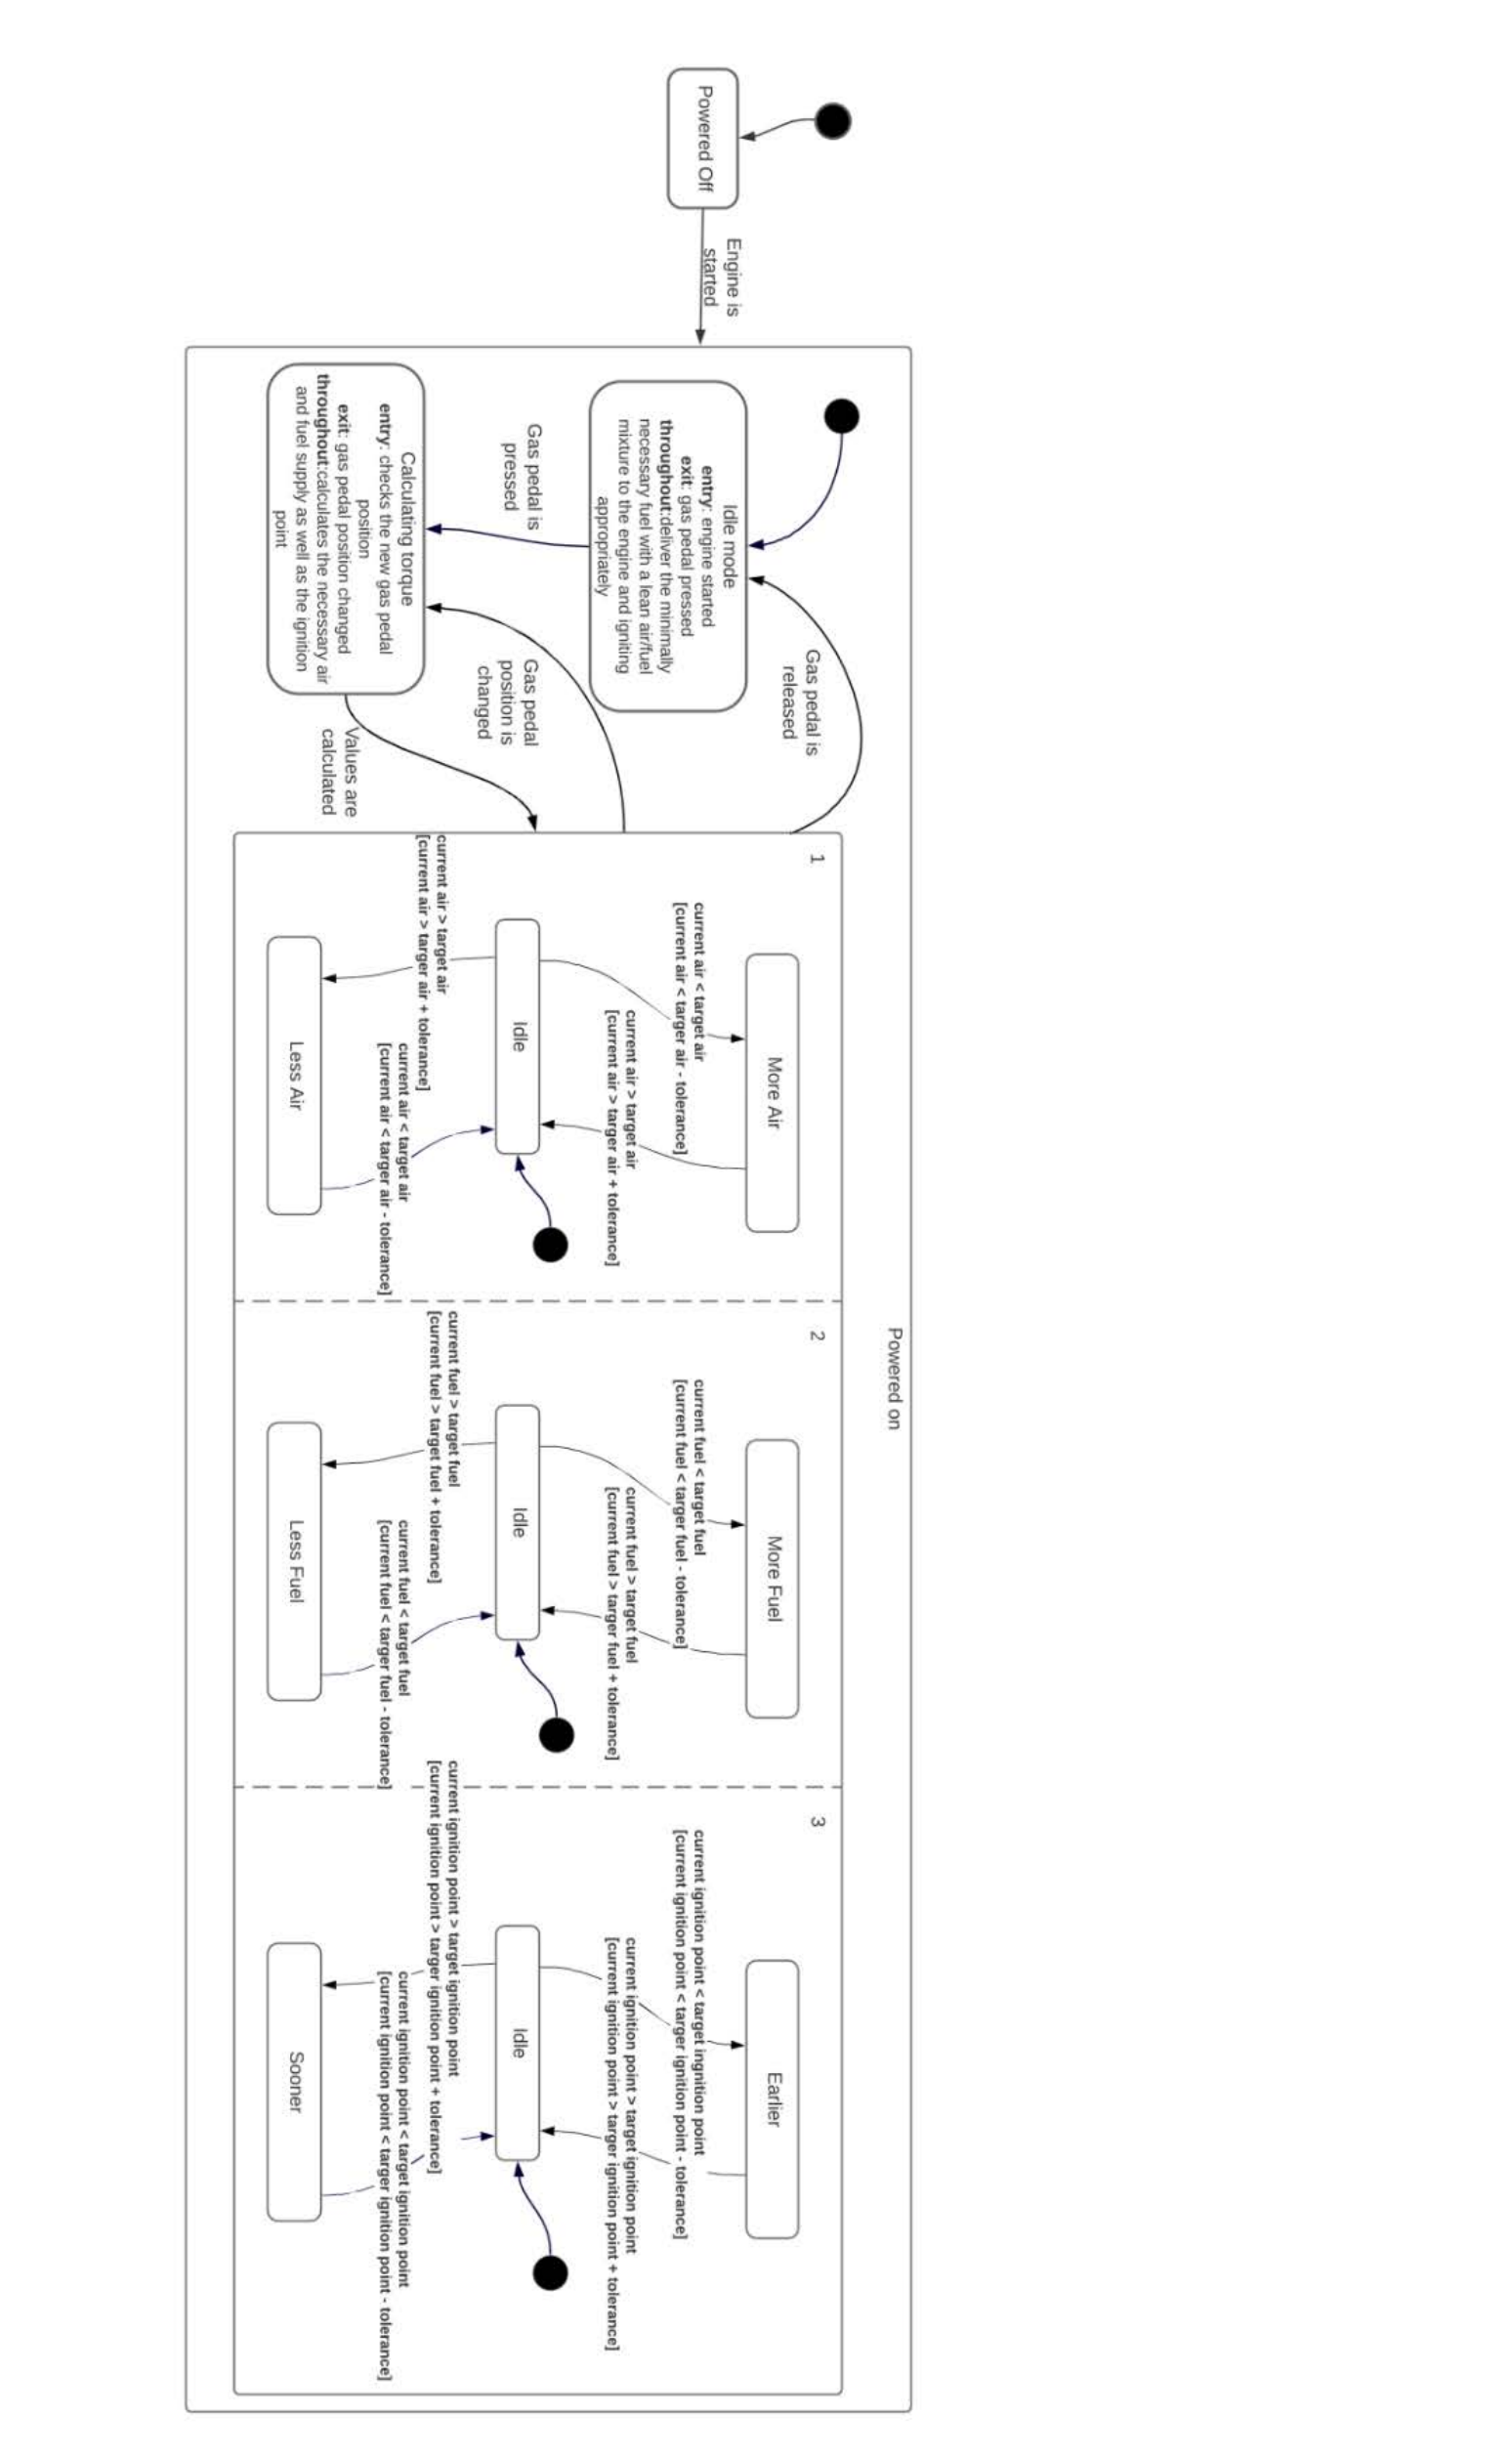 Powered Off
Engine is
started
Powered on
Idle mode
entry: engine started
exit: gas pedal pressed
throughout:deliver the minimally
necessary fuel with a lean air/fuel
mixture to the engine and igniting
appropriately
Gas pedal is
released
Gas pedal is
pressed
Gas pedal
position is
changed
Calculating torque
entry: checks the new gas pedal
position
exit: gas pedal position changed
throughout:calculates the necessary air
and fuel supply as well as the ignition
point
Values are
calculated
1
More Air
current air < target air
[current air < targer air - tolerance]
current air > target air
[current air > targer air + tolerance]
Idle
current air > target air
[current air > targer air + tolerance]
current air < target air
[current air < targer air - tolerance]
Less Air
2
More Fuel
current fuel < target fuel
[current fuel < targer fuel - tolerance]
current fuel > target fuel
[current fuel > targer fuel + tolerance]
Idle
current fuel > target fuel
[current fuel > target fuel + tolerance]
current fuel < target fuel
[current fuel < targer fuel - tolerance]
Less Fuel
3
Earlier
current ignition point < target ingnition point
[current ignition point < targer ignition point - tolerance]
current ignition point > target ignition point
[current ignition point > targer ignition point + tolerance]
Idle
current ignition point > target ignition point
[current ignition point > targer ignition point + tolerance]
current ignition point < target ignition point
[current ignition point < targer ignition point - tolerance]
Sooner